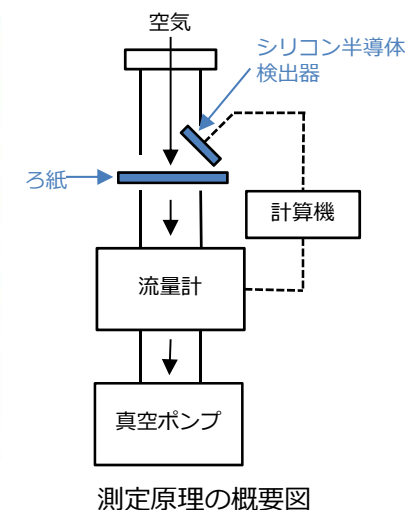 空気
シリコン半導体
検出器
ろ紙
計算機
流量計
真空ポンプ
測定原理の概要図